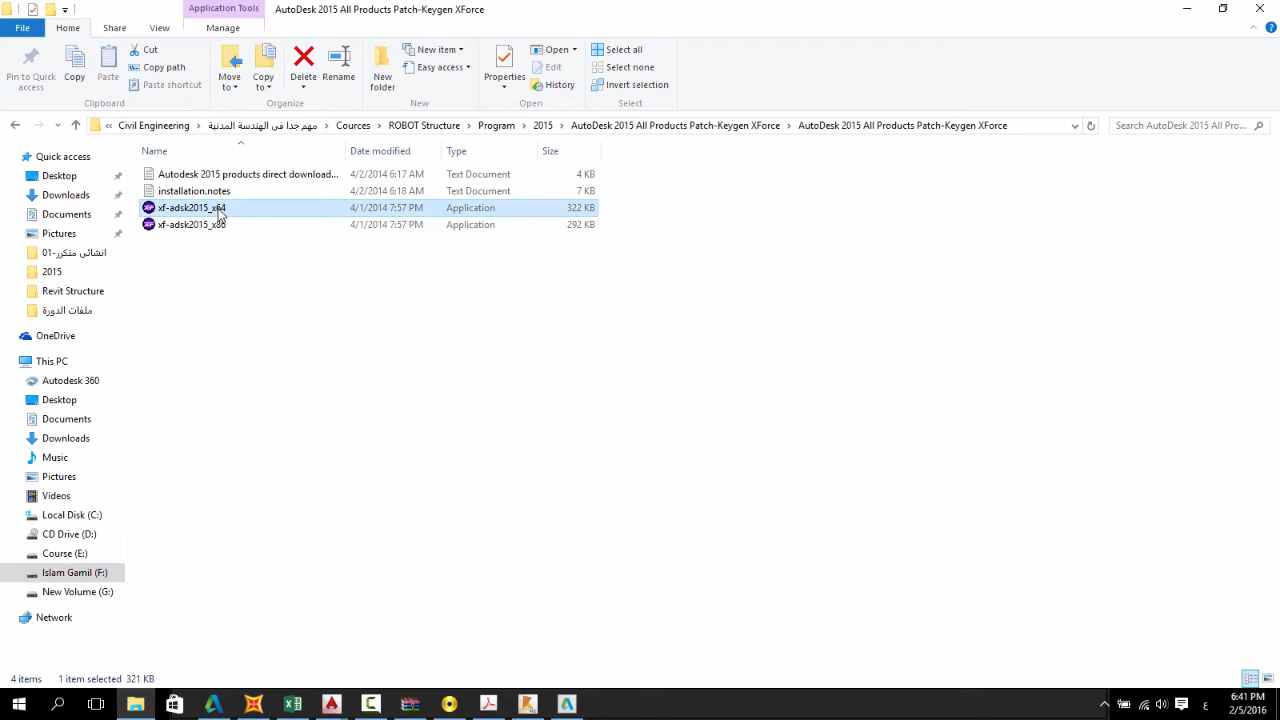 Application Tools
AutoDesk 2015 All Products Patch-Keygen XForce
File
Home
Share
View
Manage
Pin to Quick access
Copy
Paste
Cut
Copy path
Paste shortcut
Clipboard
Move to
Copy to
Delete
Rename
Organize
New folder
New item
Easy access
New
Properties
Open
Edit
History
Open
Select all
Select none
Invert selection
Select
« Civil Engineering › مهم جدا فى الهندسة المدنية › Cources › ROBOT Structure › Program › 2015 › AutoDesk 2015 All Products Patch-Keygen XForce › AutoDesk 2015 All Products Patch-Keygen XForce
Search AutoDesk 2015 All Pro...
Name Date modified Type Size
Autodesk 2015 products direct download... 4/2/2014 6:17 AM Text Document 4 KB
installation.notes 4/2/2014 6:18 AM Text Document 7 KB
xf-adsk2015_x64 4/1/2014 7:57 PM Application 322 KB
xf-adsk2015_x86 4/1/2014 7:57 PM Application 292 KB
Quick access
Desktop
Downloads
Documents
Pictures
انشائى متكرر-01
2015
Revit Structure
ملفات الدورة
OneDrive
This PC
Autodesk 360
Desktop
Documents
Downloads
Music
Pictures
Videos
Local Disk (C:)
CD Drive (D:)
Course (E:)
Islam Gamil (F:)
New Volume (G:)
Network
4 items 1 item selected 321 KB
ع
6:41 PM
2/5/2016